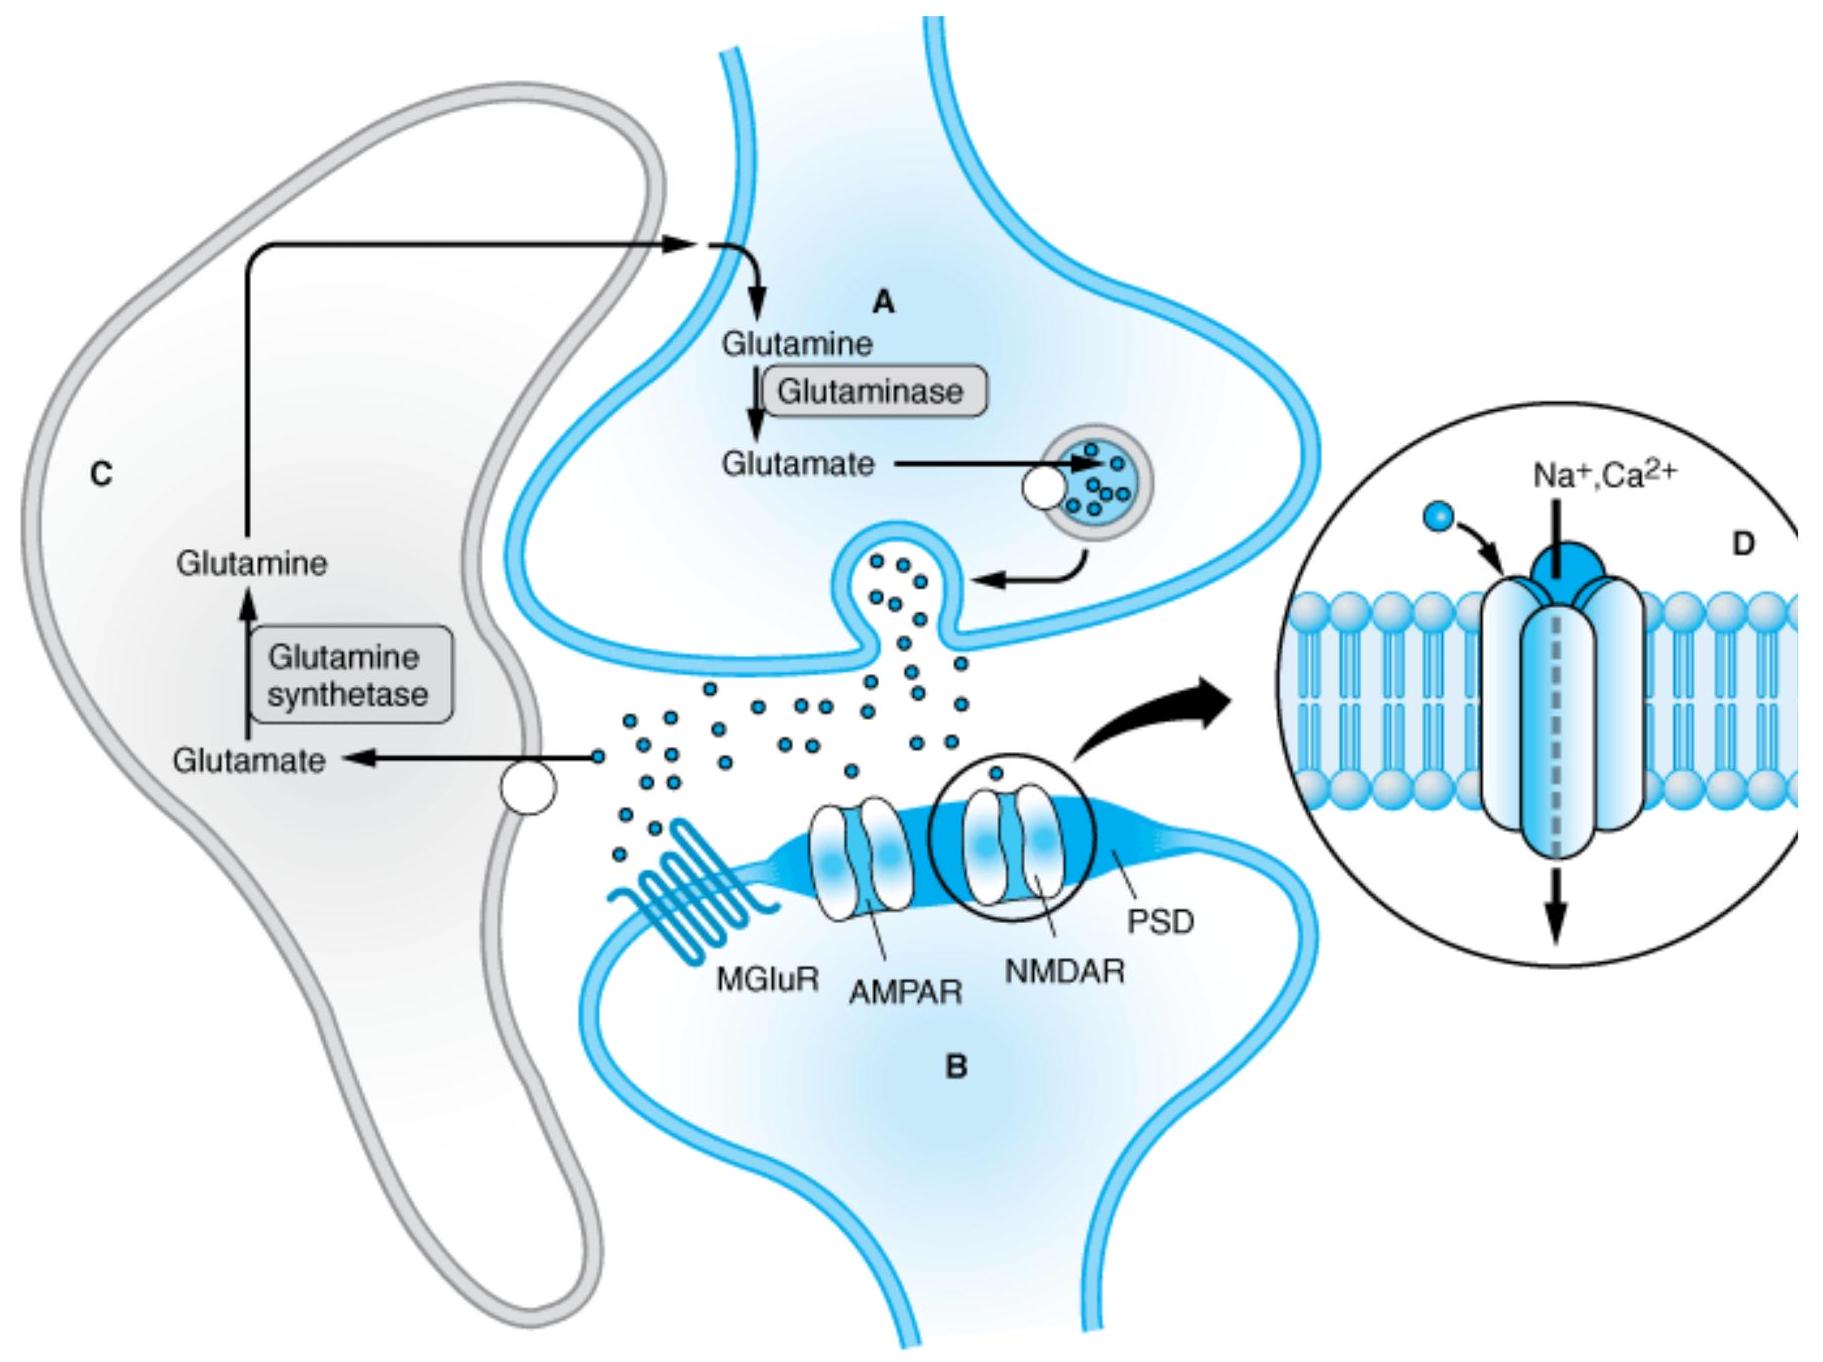 A
Glutamine
Glutaminase
Glutamate
C
Glutamine
Glutamine
synthetase
Glutamate
Na+,Ca2+
D
PSD
NMDAR
MGluR
AMPAR
B